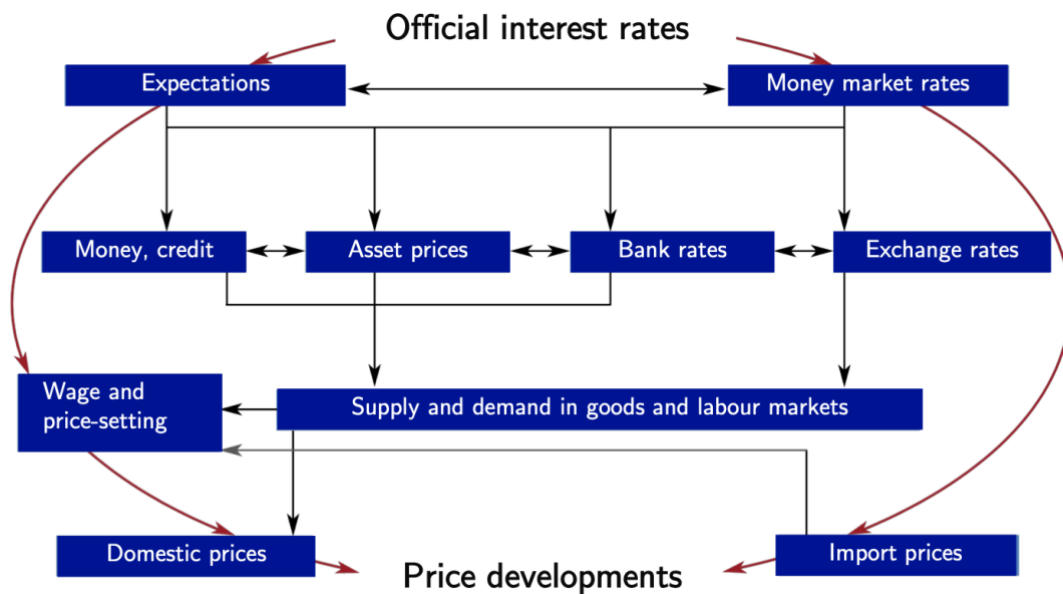 Official interest rates
Expectations
Money market rates
Money, credit
Asset prices
Bank rates
Exchange rates
Wage and
price-setting
Supply and demand in goods and labour markets
Domestic prices
Import prices
Price developments